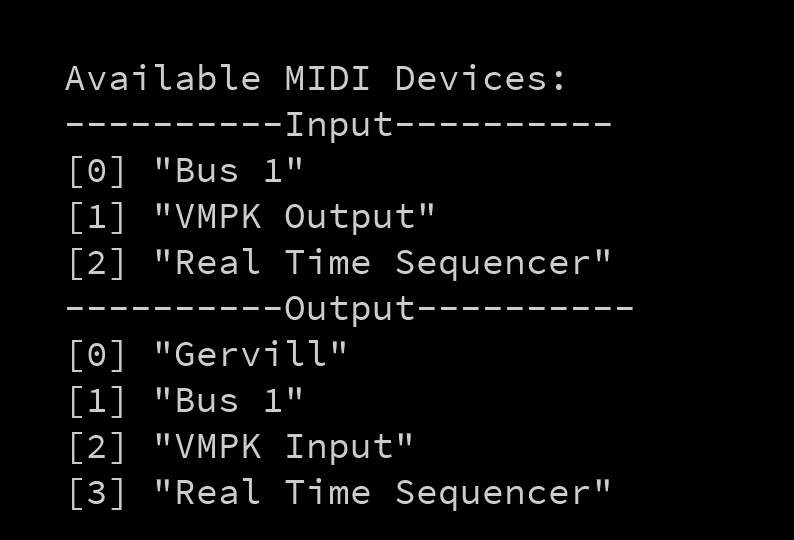 Available MIDI Devices:
----------Input----------
[0] "Bus 1"
[1] "VMPK Output"
[2] "Real Time Sequencer"
----------Output----------
[0] "Gervill"
[1] "Bus 1"
[2] "VMPK Input"
[3] "Real Time Sequencer"